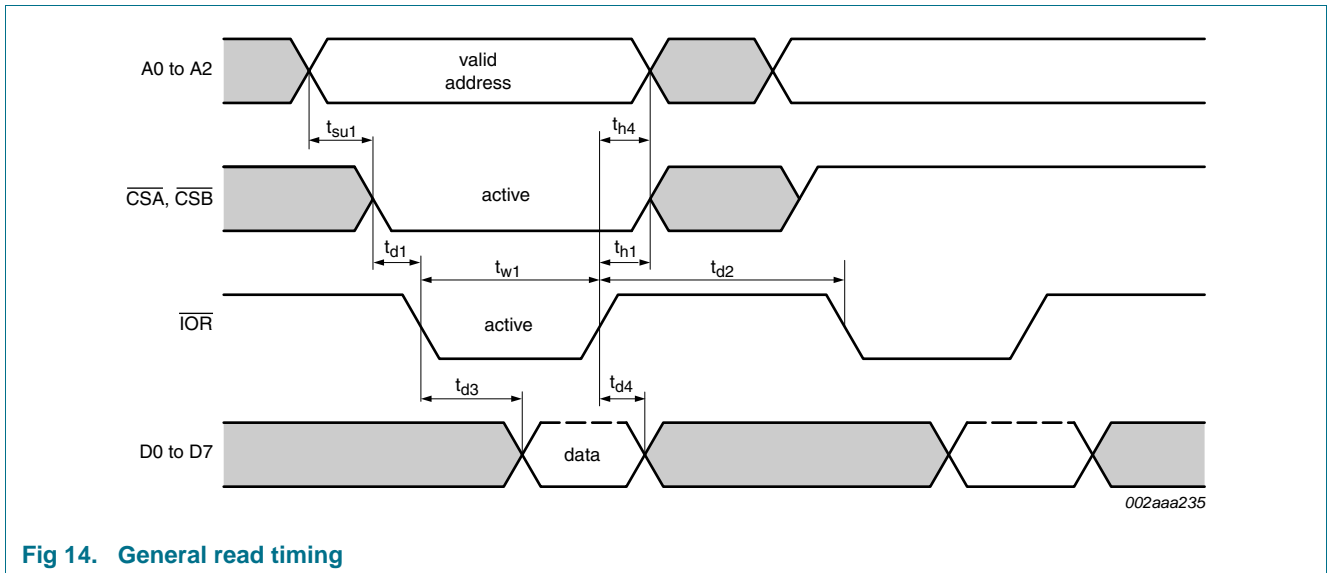 A0 to A2
valid
address
tsu1
th4
CSA, CSB
active
td1
tw1
th1
td2
IOR
active
td3
td4
D0 to D7
data
002aaa235
Fig 14. General read timing